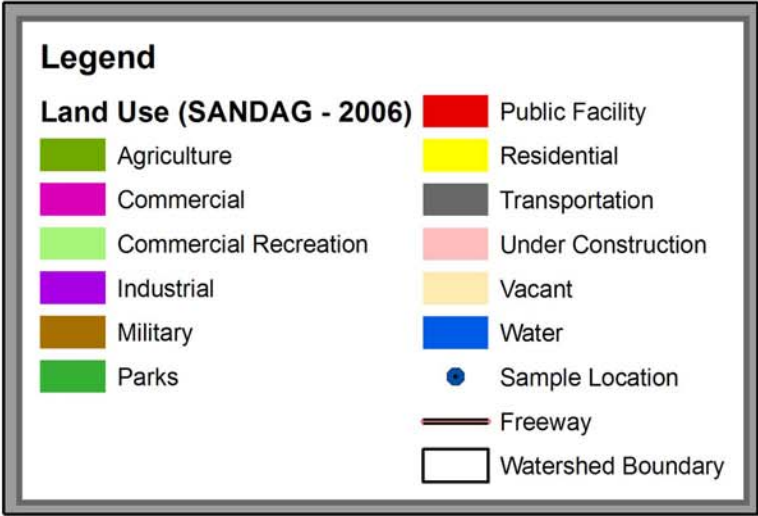 Legend
Land Use (SANDAG - 2006)
Agriculture
Commercial
Commercial Recreation
Industrial
Military
Parks
Public Facility
Residential
Transportation
Under Construction
Vacant
Water
Sample Location
Freeway
Watershed Boundary